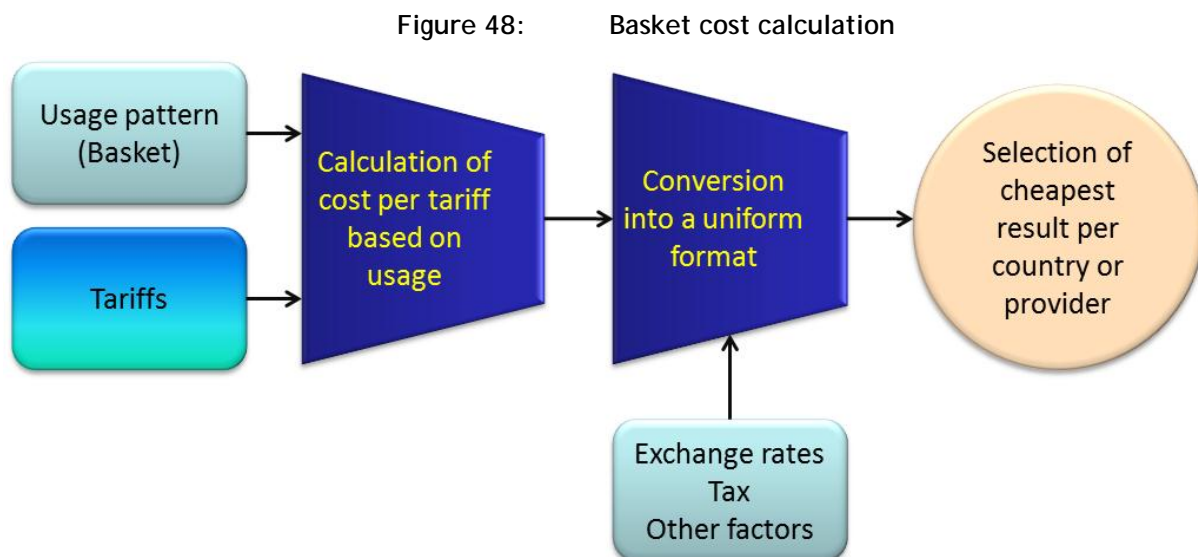 Figure 48: Basket cost calculation
Usage pattern
(Basket)
Tariffs
Calculation of
cost per tariff
based on
usage
Conversion
into a uniform
format
Exchange rates
Tax
Other factors
Selection of
cheapest
result per
country or
provider